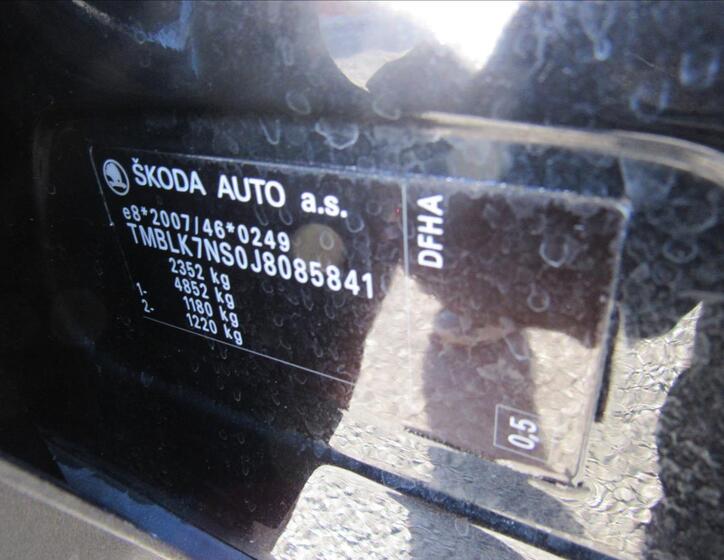 ŠKODA AUTO a.s.
e8*2007/46*0249
TMBLK7NS0J8085841
2352 kg
4852 kg
1- 1180 kg
2- 1220 kg
DFHA
0,5